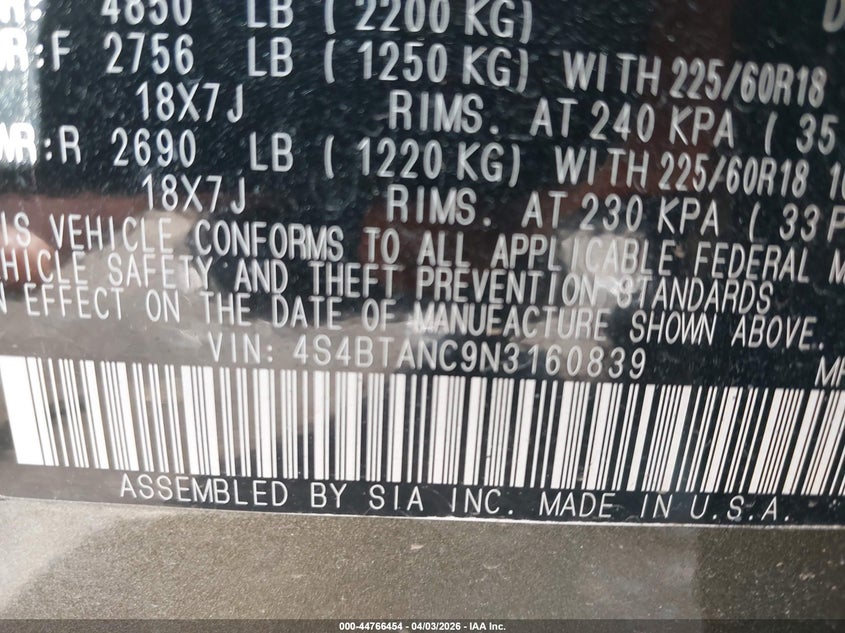 4850 LB ( 2200 KG)
:F 2756 LB ( 1250 KG) WITH 225/60R18
18X7J RIMS. AT 240 KPA ( 35
:R 2690 LB ( 1220 KG) WITH 225/60R18
18X7J RIMS. AT 230 KPA ( 33
IS VEHICLE CONFORMS TO ALL APPLICABLE FEDERAL M
HICLE SAFETY AND THEFT PREVENTION STANDARDS
N EFFECT ON THE DATE OF MANUFACTURE SHOWN ABOVE.
VIN: 4S4BTANC9N3160839
ASSEMBLED BY SIA INC. MADE IN U.S.A.
000-44766454 - 04/03/2026 - IAA Inc.